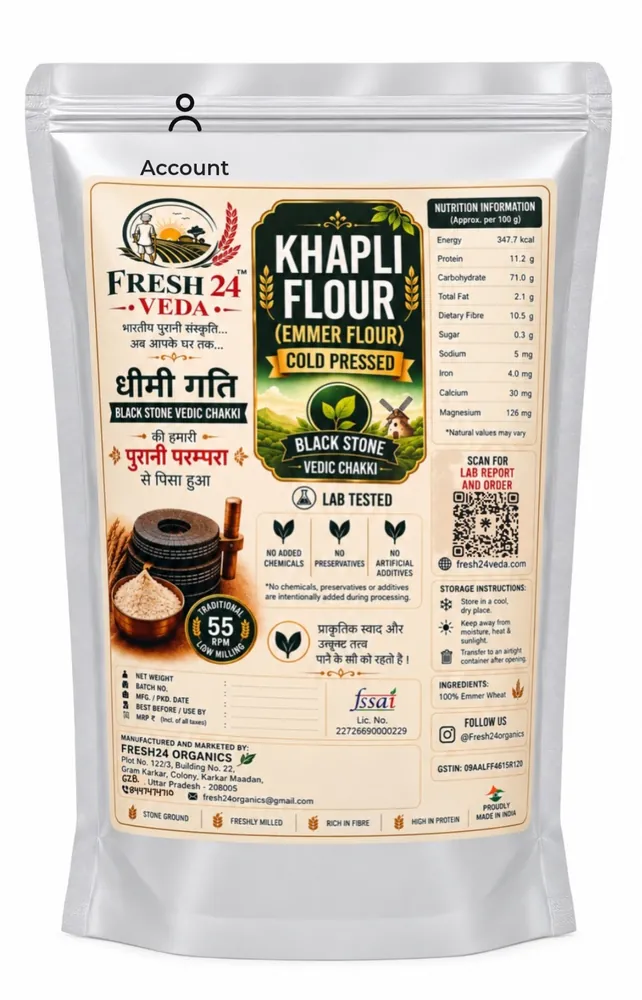 Account
FRESH 24™
VEDA
भारतीय पुरानी संस्कृति...
अब आपके घर तक...
धीमी गति
BLACK STONE VEDIC CHAKKI
की हमारी
पुरानी परम्परा
से पिसा हुआ
TRADITIONAL
55
RPM
LOW MILLING
KHAPLI
FLOUR
(EMMER FLOUR)
COLD PRESSED
BLACK STONE
VEDIC CHAKKI
LAB TESTED
NO ADDED
CHEMICALS
NO
PRESERVATIVES
NO
ARTIFICIAL
ADDITIVES
*No chemicals, preservatives or additives
are intentionally added during processing.
प्राकृतिक स्वाद और
तत्व
पाने के सी को रहतो है !
NUTRITION INFORMATION
(Approx. per 100 g)
Energy 347.7 kcal
Protein 11.2 g
Carbohydrate 71.0 g
Total Fat 2.1 g
Dietary Fibre 10.5 g
Sugar 0.3 g
Sodium 5 mg
Iron 4.0 mg
Calcium 30 mg
Magnesium 126 mg
*Natural values may vary
SCAN FOR
LAB REPORT
AND ORDER
fresh24veda.com
STORAGE INSTRUCTIONS:
Store in a cool,
dry place.
Keep away from
moisture, heat &
sunlight.
Transfer to an airtight
container after opening.
INGREDIENTS:
100% Emmer Wheat
FOLLOW US
@Fresh24organics
GSTIN: 09AALFF4615R120
NET WEIGHT :
BATCH NO. :
MFG. / PKD. DATE :
BEST BEFORE / USE BY :
MRP ₹ (Incl. of all taxes) :
fssai
Lic. No.
22726690000229
MANUFACTURED AND MARKETED BY:
FRESH24 ORGANICS
Plot No. 122/3, Building No. 22,
Gram Karkar, Colony, Karkar Maadan,
GZB. , Uttar Pradesh - 208005
8447474710 fresh24organics@gmail.com
STONE GROUND
FRESHLY MILLED
RICH IN FIBRE
HIGH IN PROTEIN
PROUDLY
MADE IN INDIA